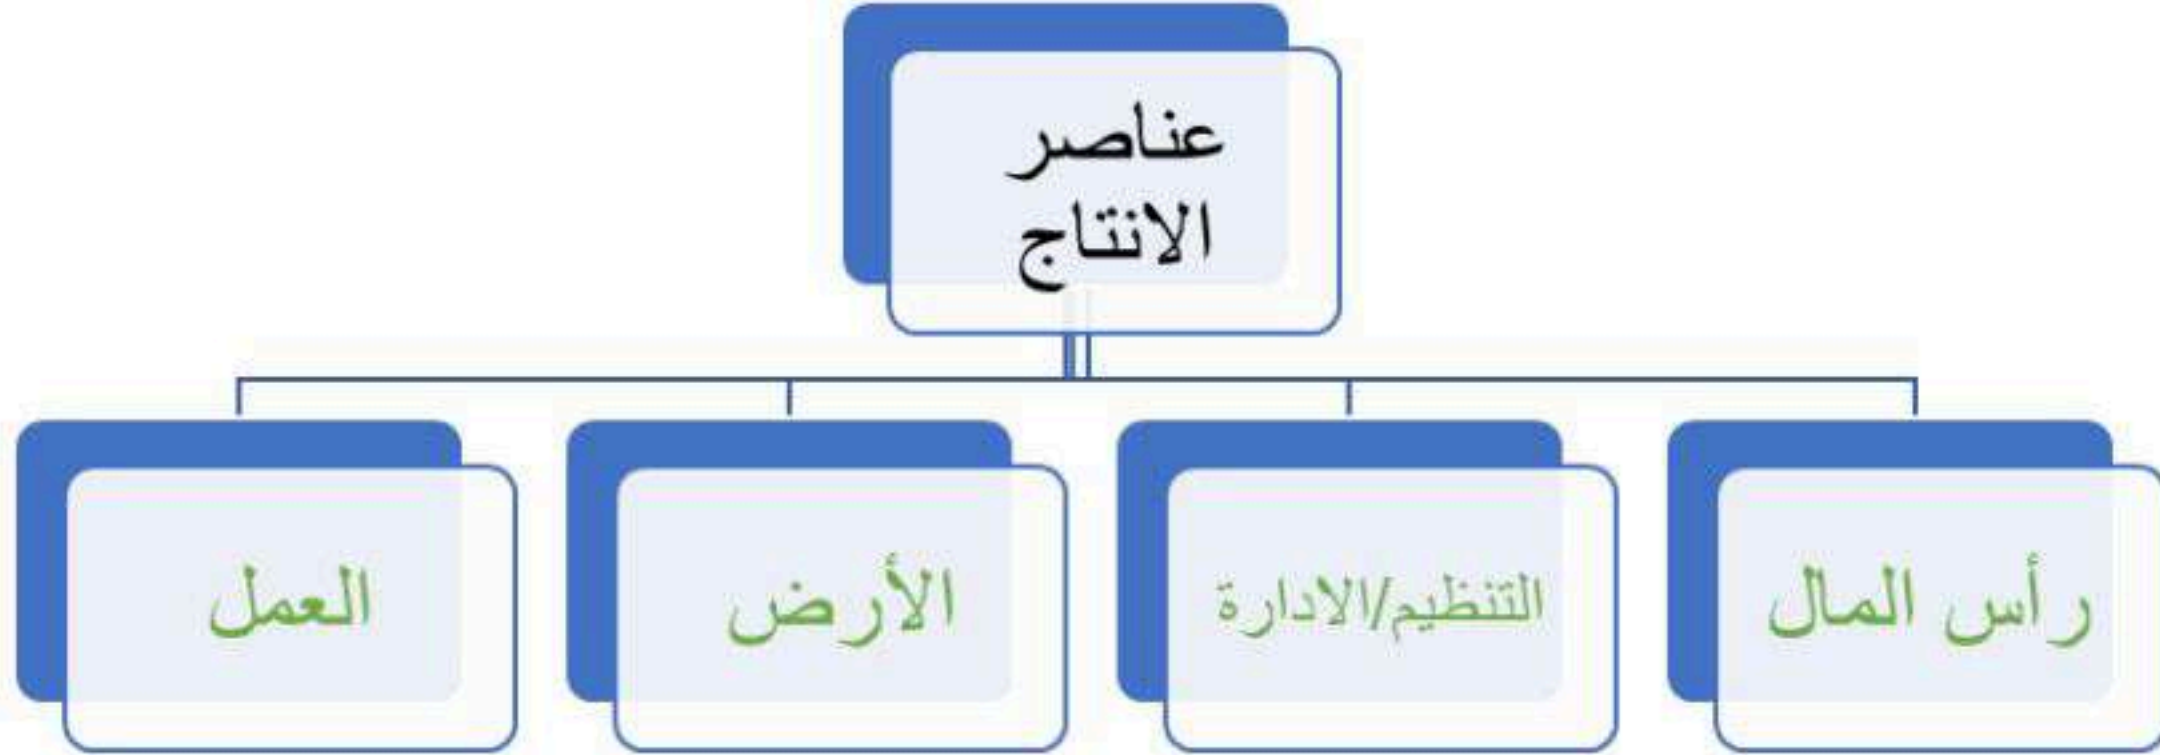 عناصر
الانتاج
رأس المال
التنظيم/الادارة
الأرض
العمل